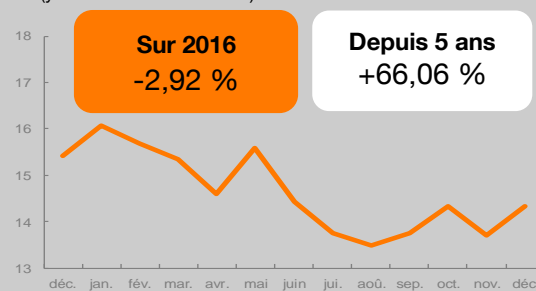 Sur 2016
-2,92 %
Depuis 5 ans
+66,06 %
18
17
16
15
14
13
déc. jan. fév. mar. avr. mai juin jui. aoû. sep. oct. nov. déc